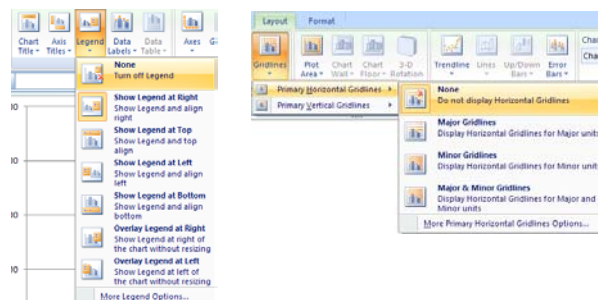 Chart Title
Axis Titles
Legend
Data Labels
Data Table
Axes
None
Turn off Legend
Show Legend at Right
Show Legend and align
right
Show Legend at Top
Show Legend and top
align
Show Legend at Left
Show Legend and align
left
Show Legend at Bottom
Show Legend and align
bottom
Overlay Legend at Right
Show Legend at right of
the chart without resizing
Overlay Legend at Left
Show Legend at left of
the chart without resizing
More Legend Options...
Layout Format
Gridlines
Plot Area
Chart Wall
Chart Floor
3-D Rotation
Trendline
Lines
Up/Down Bars
Error Bars
Primary Horizontal Gridlines
Primary Vertical Gridlines
None
Do not display Horizontal Gridlines
Major Gridlines
Display Horizontal Gridlines for Major units
Minor Gridlines
Display Horizontal Gridlines for Minor units
Major & Minor Gridlines
Display Horizontal Gridlines for Major and
Minor units
More Primary Horizontal Gridlines Options...